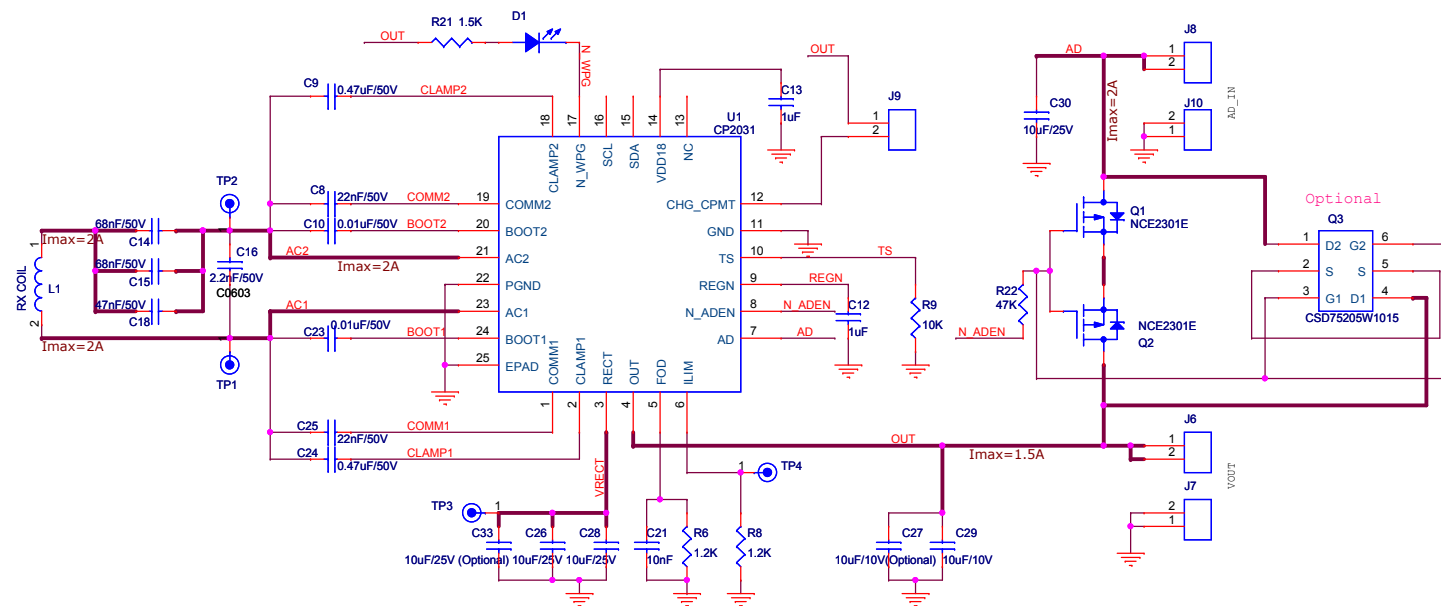 R21 1.5K
D1
OUT
N_WPG
C9
0.47uF/50V
CLAMP2
C13
1uF
OUT
J9
1
2
AD
J8
1
2
Imax=2A
C30
10uF/25V
J10
2
1
AD_IN
U1
CP2031
18
17
16
15
14
13
CLAMP2
N_WPG
SCL
SDA
VDD18
NC
TP2
C8
22nF/50V
COMM2
19
COMM2
CHG_CPMT
12
C10
0.01uF/50V
BOOT2
20
BOOT2
GND
11
AC2
21
AC2
TS
10
TS
Imax=2A
22
PGND
REGN
9
REGN
AC1
23
AC1
N_ADEN
8
N_ADEN
C23
0.01uF/50V
BOOT1
24
BOOT1
AD
7
AD
25
EPAD
COMM1
CLAMP1
RECT
OUT
FOD
ILIM
1
2
3
4
5
6
RX COIL
1
L1
2
Imax=2A
Imax=2A
68nF/50V
C14
68nF/50V
C15
47nF/50V
C18
C16
2.2nF/50V
C0603
TP1
C12
1uF
R9
10K
N_ADEN
R22
47K
Q1
NCE2301E
NCE2301E
Q2
Optional
Q3
1
D2
G2
6
2
S
S
5
3
G1
D1
4
CSD75205W1015
C25
22nF/50V
COMM1
C24
0.47uF/50V
CLAMP1
VRECT
OUT
Imax=1.5A
J6
1
2
VOUT
J7
2
1
1
TP4
TP3
1
C33
10uF/25V (Optional)
C26
10uF/25V
C28
10uF/25V
C21
10nF
R6
1.2K
R8
1.2K
C27
10uF/10V(Optional)
C29
10uF/10V